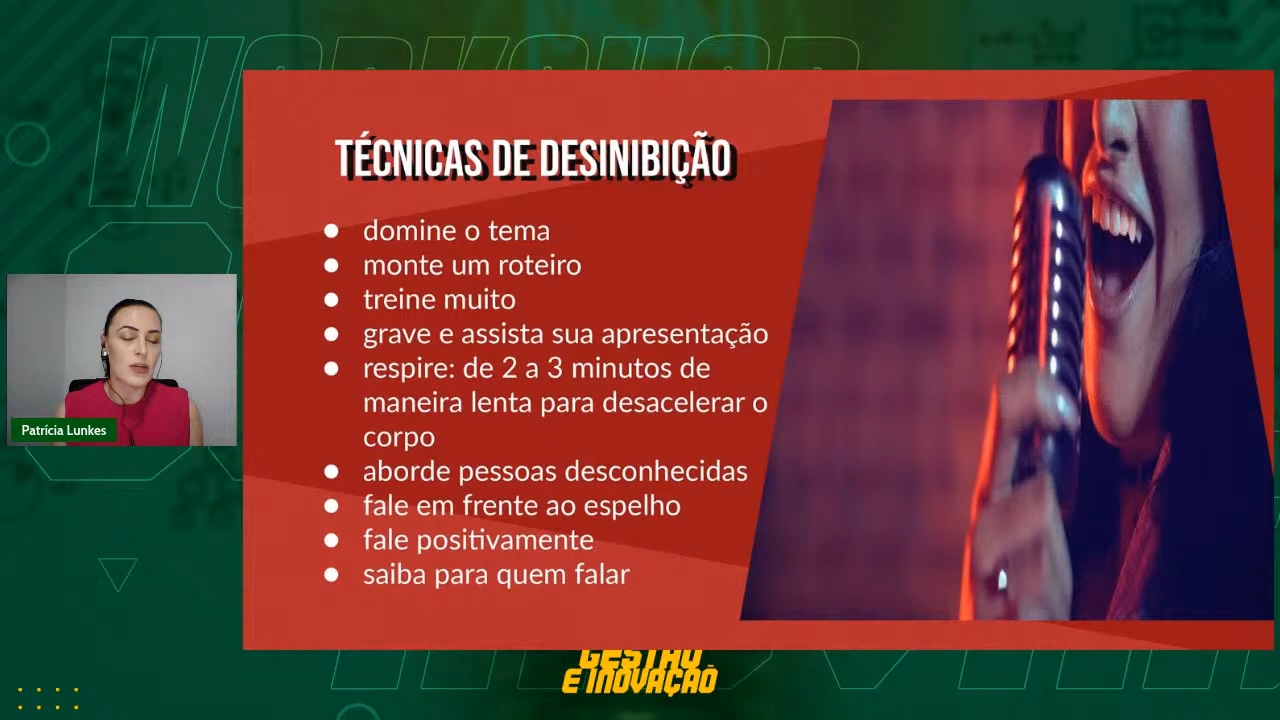 WORKSHOP
TÉCNICAS DE DESINIBIÇÃO
● domine o tema
● monte um roteiro
● treine muito
● grave e assista sua apresentação
● respire: de 2 a 3 minutos de
maneira lenta para desacelerar o
corpo
● aborde pessoas desconhecidas
● fale em frente ao espelho
● fale positivamente
● saiba para quem falar
Patrícia Lunkes
GESTÃO
E INOVAÇÃO